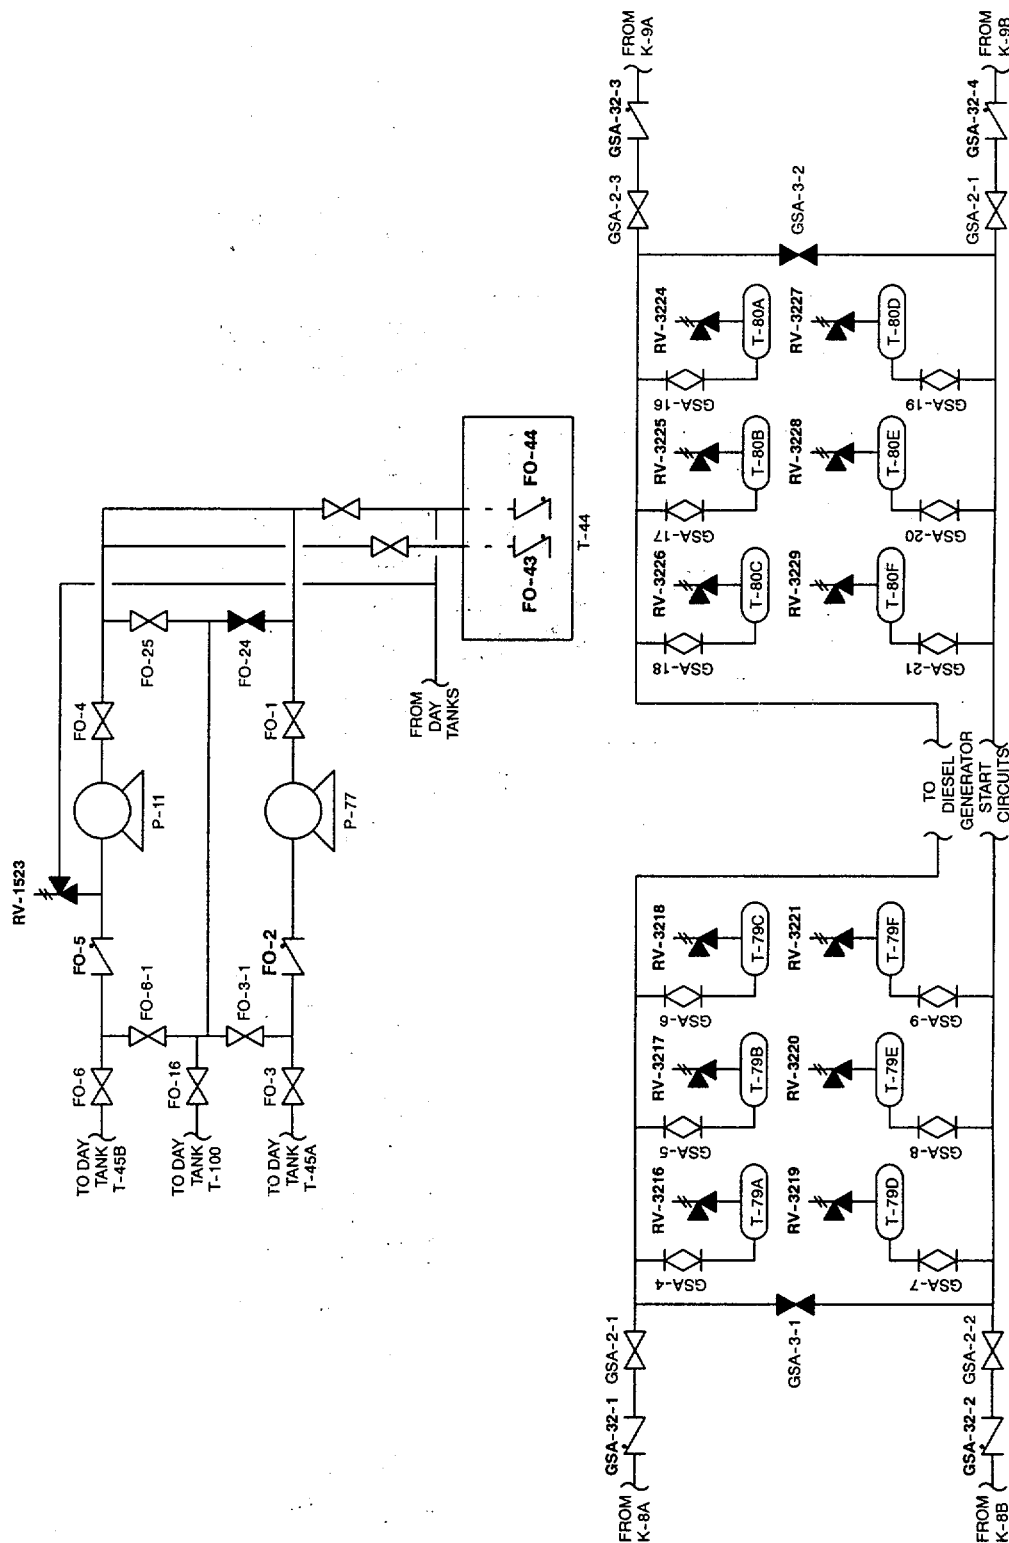 RV-1523
TO DAY
TANK
T-45B
FO-6
FO-5
P-11
FO-4
FO-6-1
FO-25
TO DAY
TANK
T-100
FO-16
FO-3-1
FO-24
TO DAY
TANK
T-45A
FO-3
FO-2
P-77
FO-1
FROM
DAY
TANKS
FO-43
FO-44
T-44
FROM
K-8A
GSA-32-1
GSA-2-1
GSA-3-1
FROM
K-8B
GSA-32-2
GSA-2-2
RV-3216
GSA-4
T-79A
RV-3217
GSA-5
T-79B
RV-3218
GSA-6
T-79C
RV-3219
GSA-7
T-79D
RV-3220
GSA-8
T-79E
RV-3221
GSA-9
T-79F
TO
DIESEL
GENERATOR
START
CIRCUITS
RV-3226
GSA-18
T-80C
RV-3225
GSA-17
T-80B
RV-3224
GSA-16
T-80A
RV-3229
GSA-21
T-80F
RV-3228
GSA-20
T-80E
RV-3227
GSA-19
T-80D
GSA-3-2
GSA-2-3
GSA-32-3
FROM
K-9A
GSA-2-1
GSA-32-4
FROM
K-9B